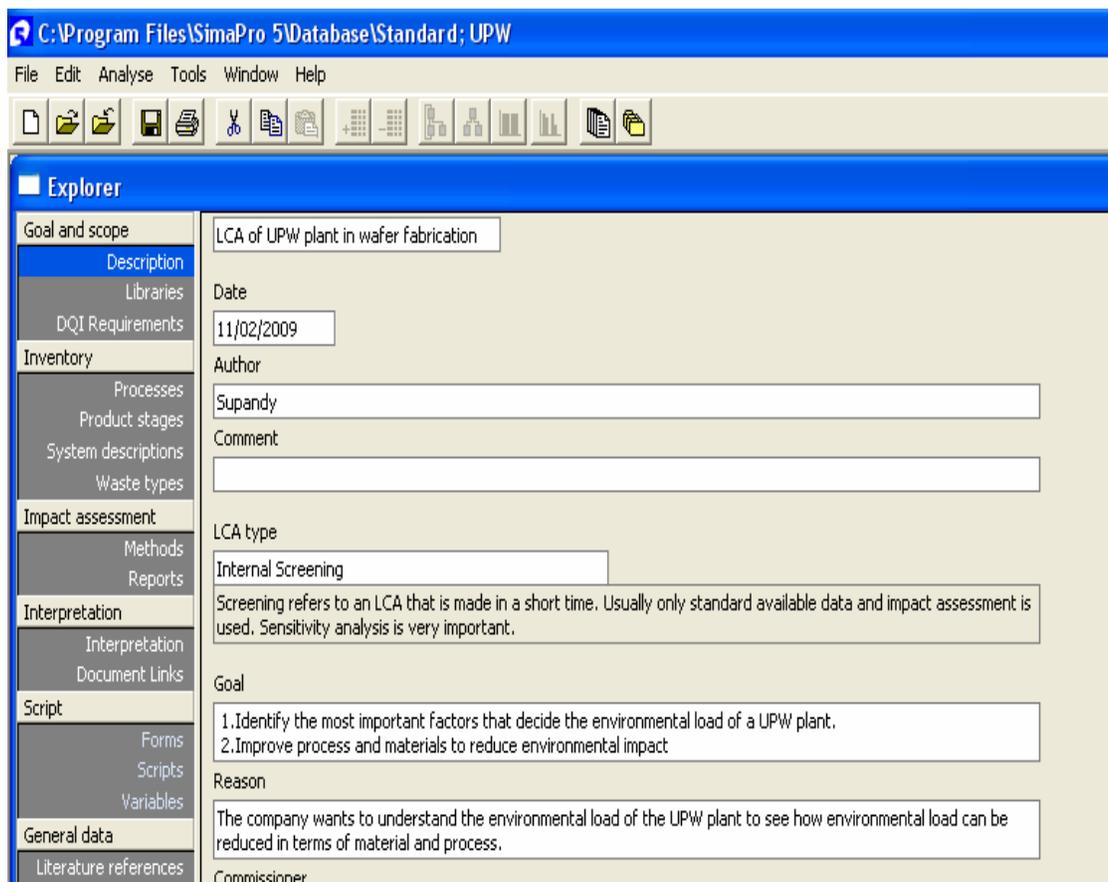 C:\Program Files\SimaPro 5\Database\Standard; UPW
File Edit Analyse Tools Window Help
Explorer
Goal and scope
Description
Libraries
DQI Requirements
Inventory
Processes
Product stages
System descriptions
Waste types
Impact assessment
Methods
Reports
Interpretation
Interpretation
Document Links
Script
Forms
Scripts
Variables
General data
Literature references
LCA of UPW plant in wafer fabrication
Date
11/02/2009
Author
Supandy
Comment
LCA type
Internal Screening
Screening refers to an LCA that is made in a short time. Usually only standard available data and impact assessment is
used. Sensitivity analysis is very important.
Goal
1.Identify the most important factors that decide the environmental load of a UPW plant.
2.Improve process and materials to reduce environmental impact
Reason
The company wants to understand the environmental load of the UPW plant to see how environmental load can be
reduced in terms of material and process.
Commissioner